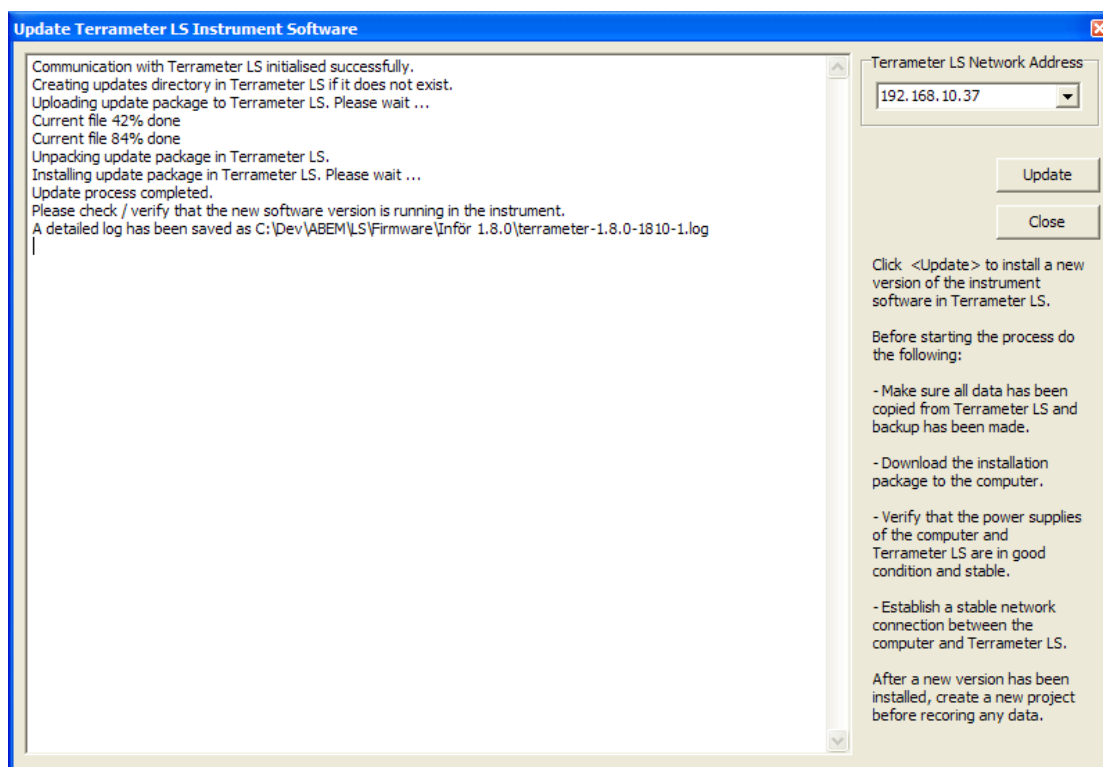 Update Terrameter LS Instrument Software
Communication with Terrameter LS initialised successfully.
Creating updates directory in Terrameter LS if it does not exist.
Uploading update package to Terrameter LS. Please wait ...
Current file 42% done
Current file 84% done
Unpacking update package in Terrameter LS.
Installing update package in Terrameter LS. Please wait ...
Update process completed.
Please check / verify that the new software version is running in the instrument.
A detailed log has been saved as C:\Dev\ABEM\LS\Firmware\Inför 1.8.0\terrameter-1.8.0-1810-1.log
Terrameter LS Network Address
192.168.10.37
Update
Close
Click <Update> to install a new
version of the instrument
software in Terrameter LS.
Before starting the process do
the following:
- Make sure all data has been
copied from Terrameter LS and
backup has been made.
- Download the installation
package to the computer.
- Verify that the power supplies
of the computer and
Terrameter LS are in good
condition and stable.
- Establish a stable network
connection between the
computer and Terrameter LS.
After a new version has been
installed, create a new project
before recoring any data.